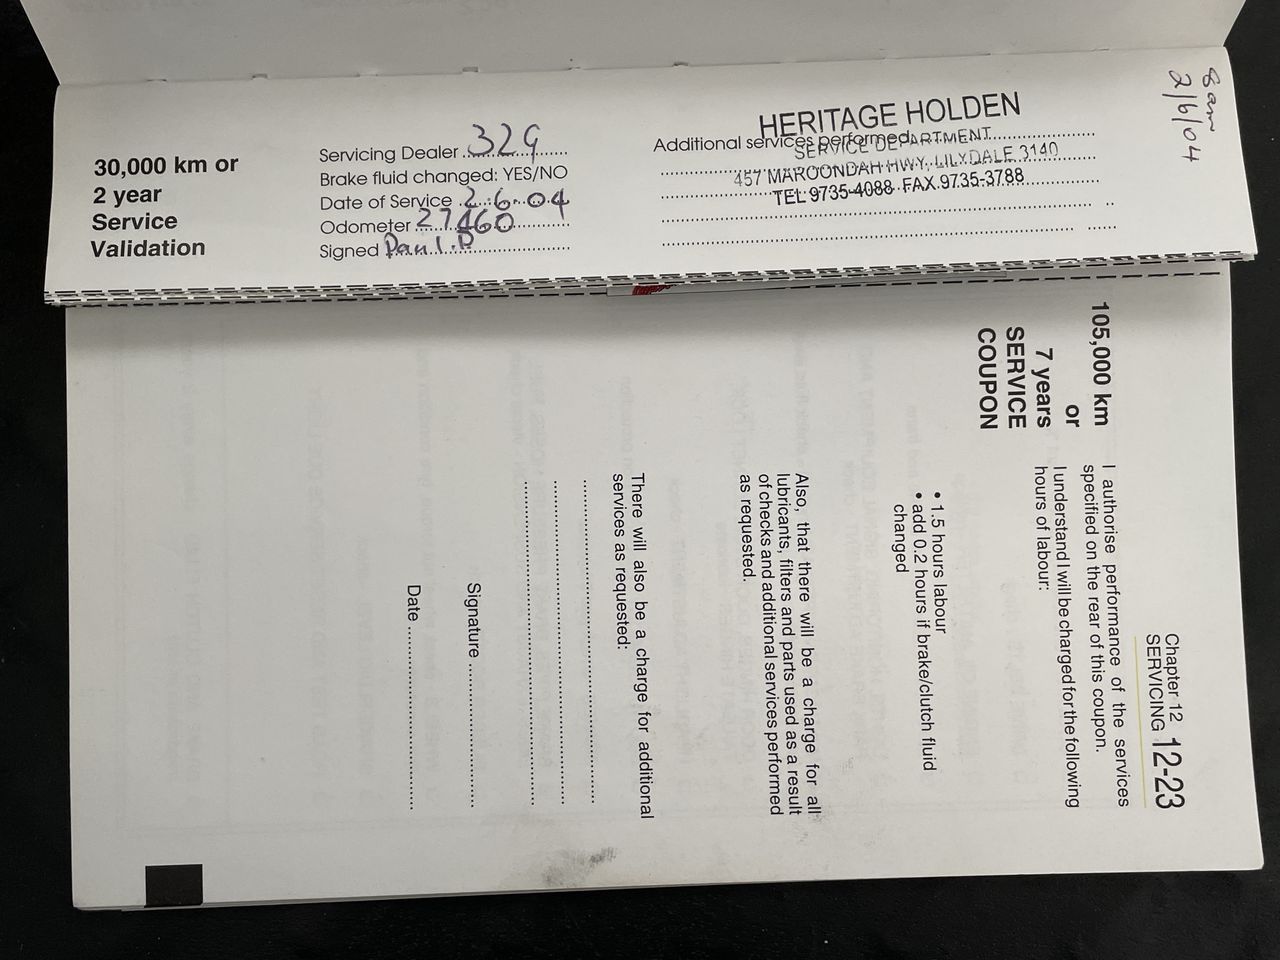 30,000 km or
2 year
Service
Validation
Servicing Dealer 329
Brake fluid changed: YES/NO
Date of Service 2.6.04
Odometer 27460
Signed Paul.P
HERITAGE HOLDEN
Additional services performed
SERVICE DEPARTMENT
457 MAROONDAH HWY, LILYDALE 3140
TEL 9735-4088 FAX 9735-3788
8am
2/6/04
Chapter 12
SERVICING 12-23
105,000 km
or
7 years
SERVICE
COUPON
I authorise performance of the services
specified on the rear of this coupon.
I understand I will be charged for the following
hours of labour:
• 1.5 hours labour
• add 0.2 hours if brake/clutch fluid
changed
Also, that there will be a charge for all
lubricants, filters and parts used as a result
of checks and additional services performed
as requested.
There will also be a charge for additional
services as requested:
Signature
Date